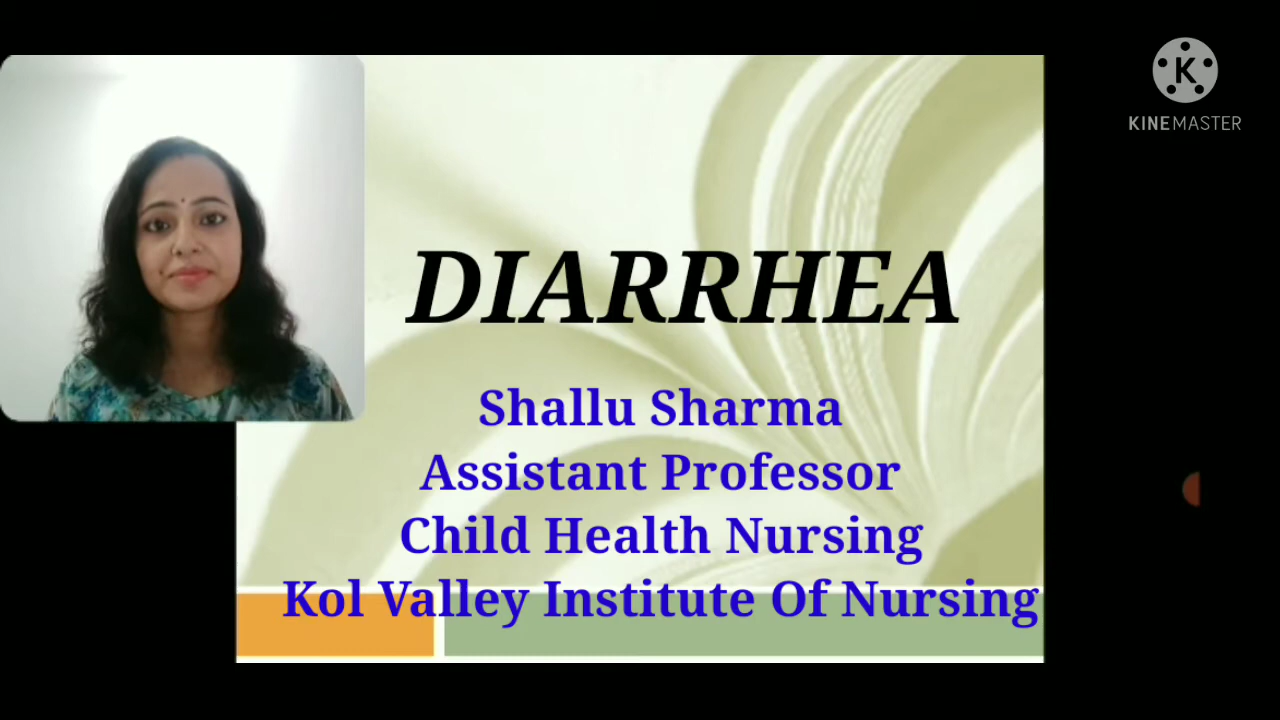 K
KINEMASTER
DIARRHEA
Shallu Sharma
Assistant Professor
Child Health Nursing
Kol Valley Institute Of Nursing